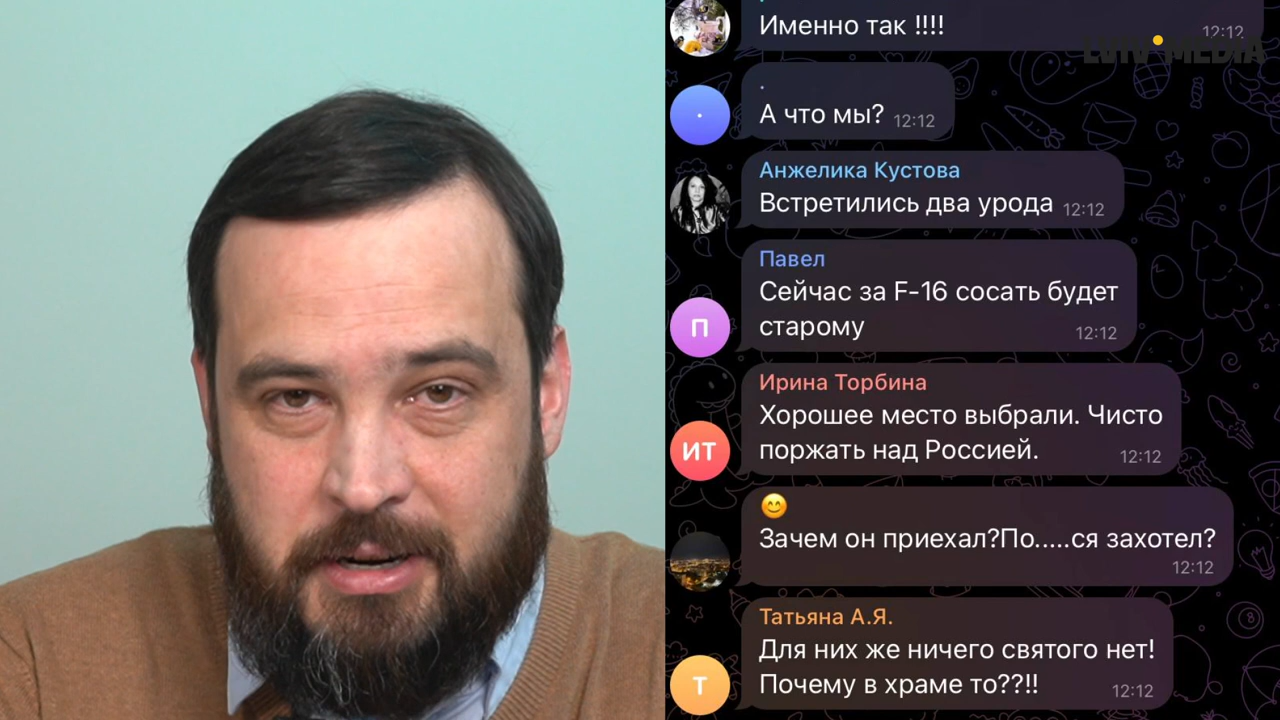 Именно так !!!!
12:12
LVIV MEDIA
.
А что мы? 12:12
Анжелика Кустова
Встретились два урода 12:12
Павел
Сейчас за F-16 сосать будет
П
старому 12:12
Ирина Торбина
Хорошее место выбрали. Чисто
ИТ
поржать над Россией. 12:12
Зачем он приехал?По.....ся захотел?
12:12
Татьяна А.Я.
Для них же ничего святого нет!
Т
Почему в храме то??!! 12:12